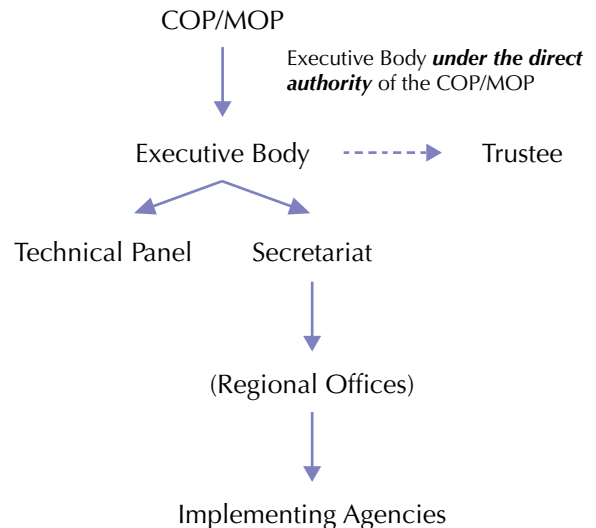 COP/MOP
Executive Body under the direct
authority of the COP/MOP
Executive Body
Trustee
Technical Panel
Secretariat
(Regional Offices)
Implementing Agencies